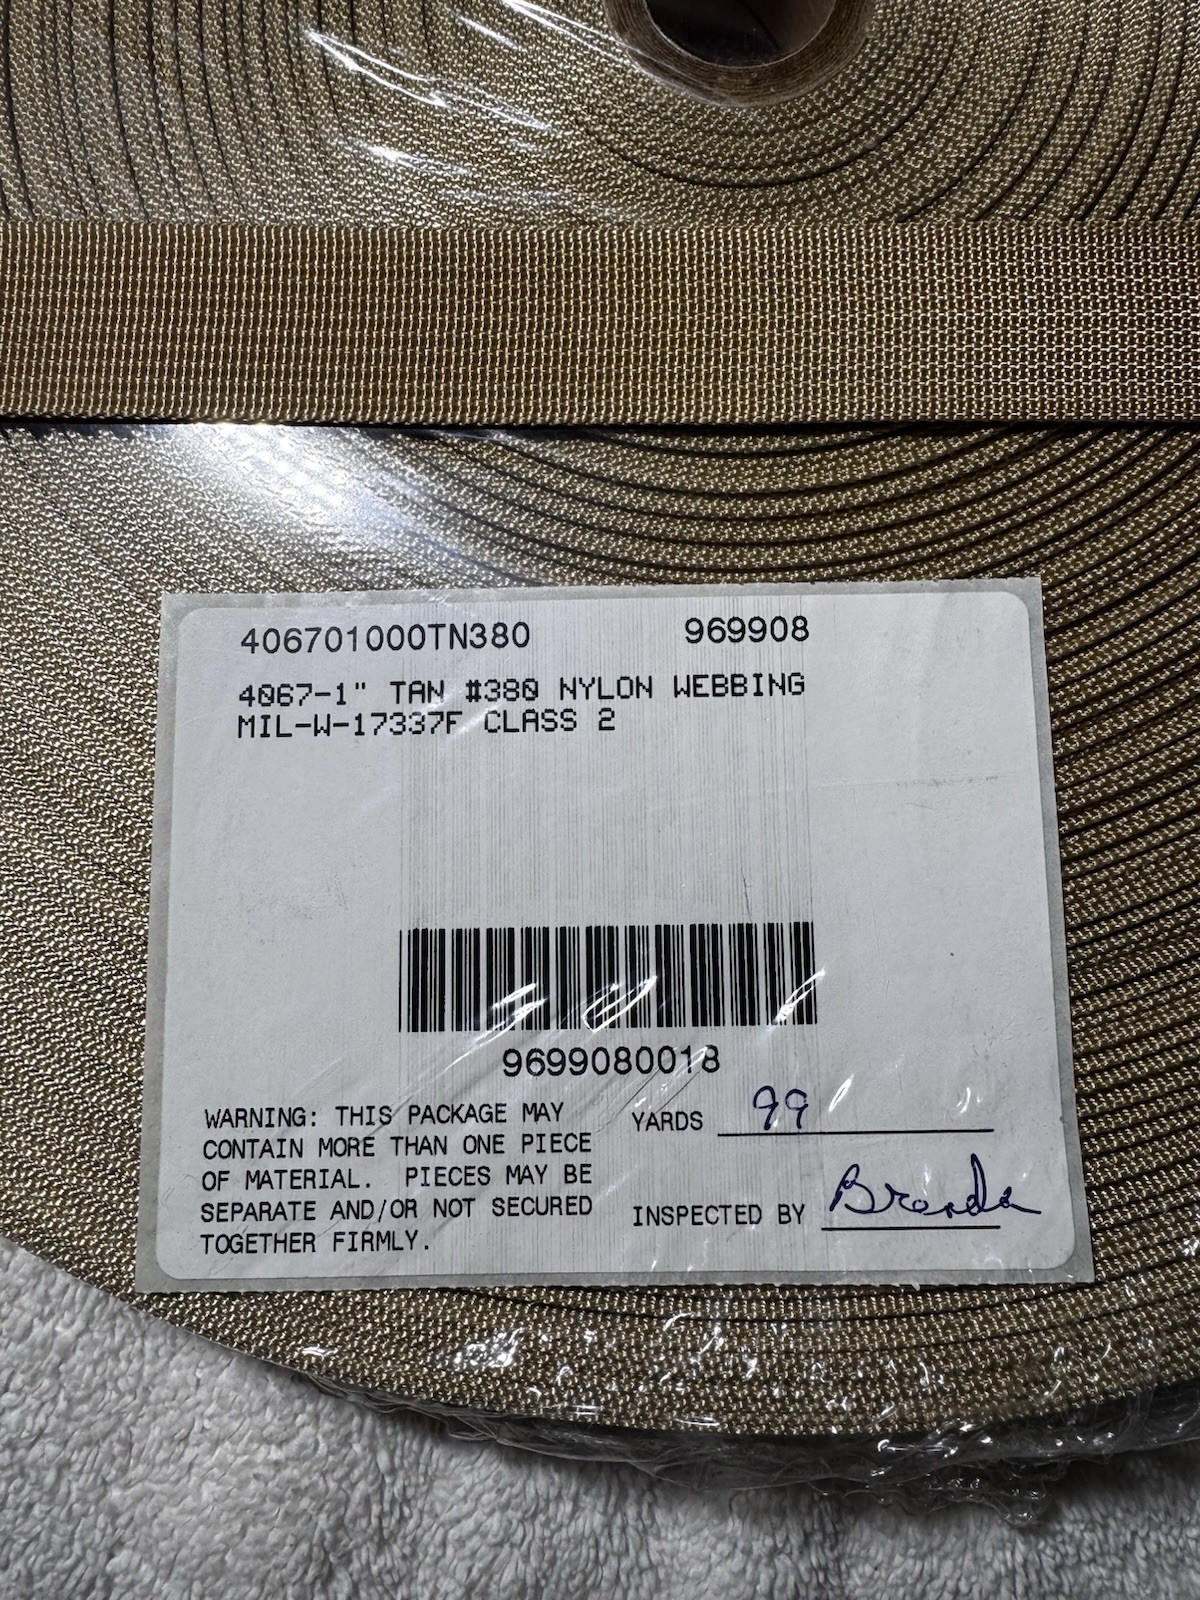 406701000TN380 969908
4067-1" TAN #380 NYLON WEBBING
MIL-W-17337F CLASS 2
9699080018
WARNING: THIS PACKAGE MAY
CONTAIN MORE THAN ONE PIECE
OF MATERIAL. PIECES MAY BE
SEPARATE AND/OR NOT SECURED
TOGETHER FIRMLY.
YARDS 99
INSPECTED BY Brenda